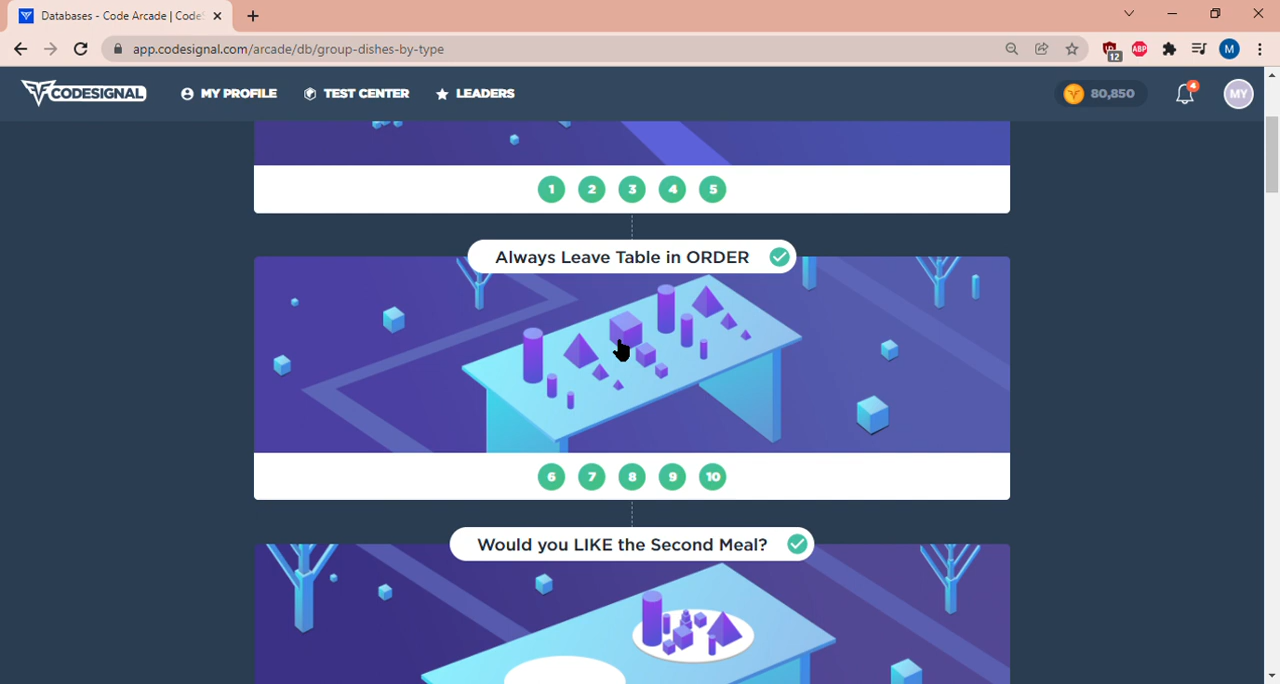 Databases - Code Arcade | Code
app.codesignal.com/arcade/db/group-dishes-by-type
12
ABP
M
CODESIGNAL
MY PROFILE
TEST CENTER
LEADERS
80,850
4
MY
1 2 3 4 5
Always Leave Table in ORDER
6 7 8 9 10
Would you LIKE the Second Meal?